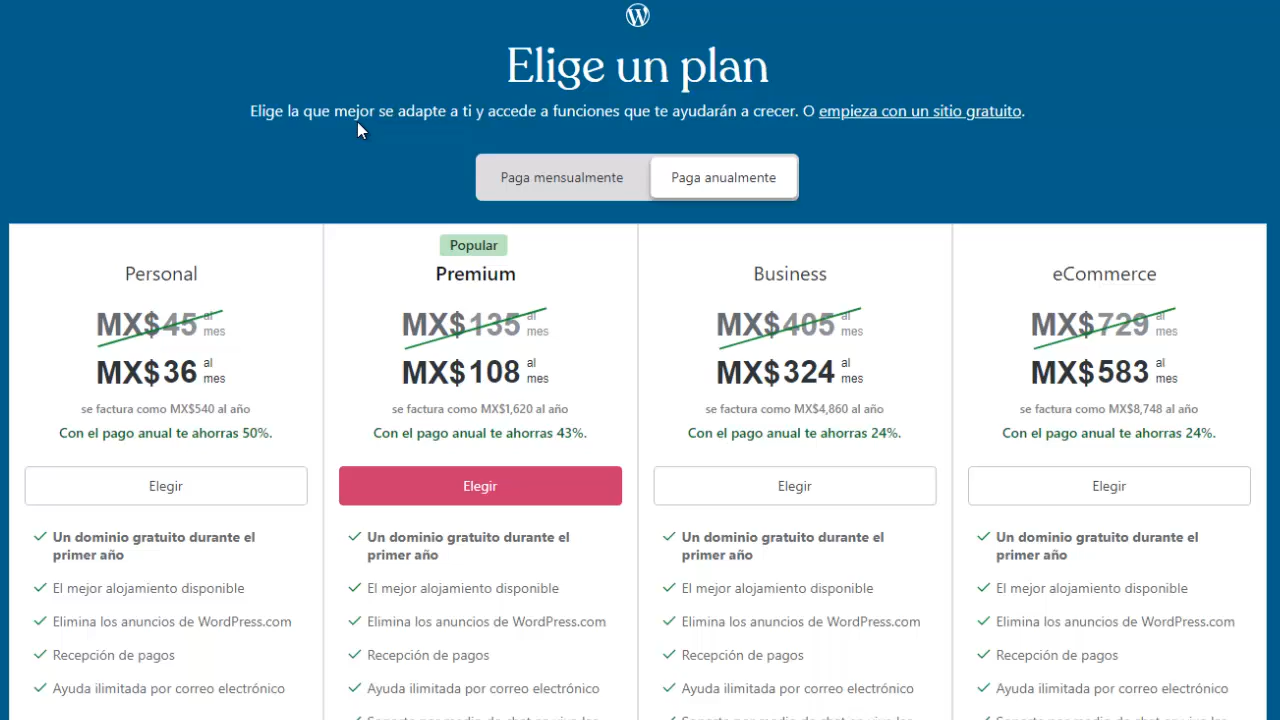 Elige un plan
Elige la que mejor se adapte a ti y accede a funciones que te ayudarán a crecer. O empieza con un sitio gratuito.
Paga mensualmente
Paga anualmente
Personal
MX$45 al mes
MX$36 al mes
se factura como MX$540 al año
Con el pago anual te ahorras 50%.
Elegir
Un dominio gratuito durante el
primer año
El mejor alojamiento disponible
Elimina los anuncios de WordPress.com
Recepción de pagos
Ayuda ilimitada por correo electrónico
Popular
Premium
MX$135 al mes
MX$108 al mes
se factura como MX$1,620 al año
Con el pago anual te ahorras 43%.
Elegir
Un dominio gratuito durante el
primer año
El mejor alojamiento disponible
Elimina los anuncios de WordPress.com
Recepción de pagos
Ayuda ilimitada por correo electrónico
Business
MX$405 al mes
MX$324 al mes
se factura como MX$4,860 al año
Con el pago anual te ahorras 24%.
Elegir
Un dominio gratuito durante el
primer año
El mejor alojamiento disponible
Elimina los anuncios de WordPress.com
Recepción de pagos
Ayuda ilimitada por correo electrónico
eCommerce
MX$729 al mes
MX$583 al mes
se factura como MX$8,748 al año
Con el pago anual te ahorras 24%.
Elegir
Un dominio gratuito durante el
primer año
El mejor alojamiento disponible
Elimina los anuncios de WordPress.com
Recepción de pagos
Ayuda ilimitada por correo electrónico